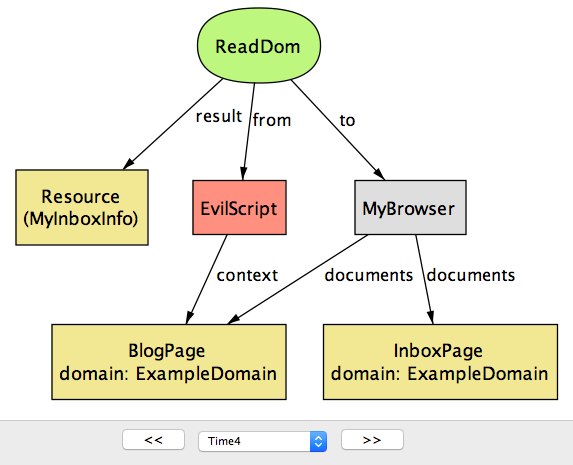 ReadDom
result
from
to
Resource
(MyInboxInfo)
EvilScript
MyBrowser
context
documents
documents
BlogPage
domain: ExampleDomain
InboxPage
domain: ExampleDomain
<<
Time4
>>